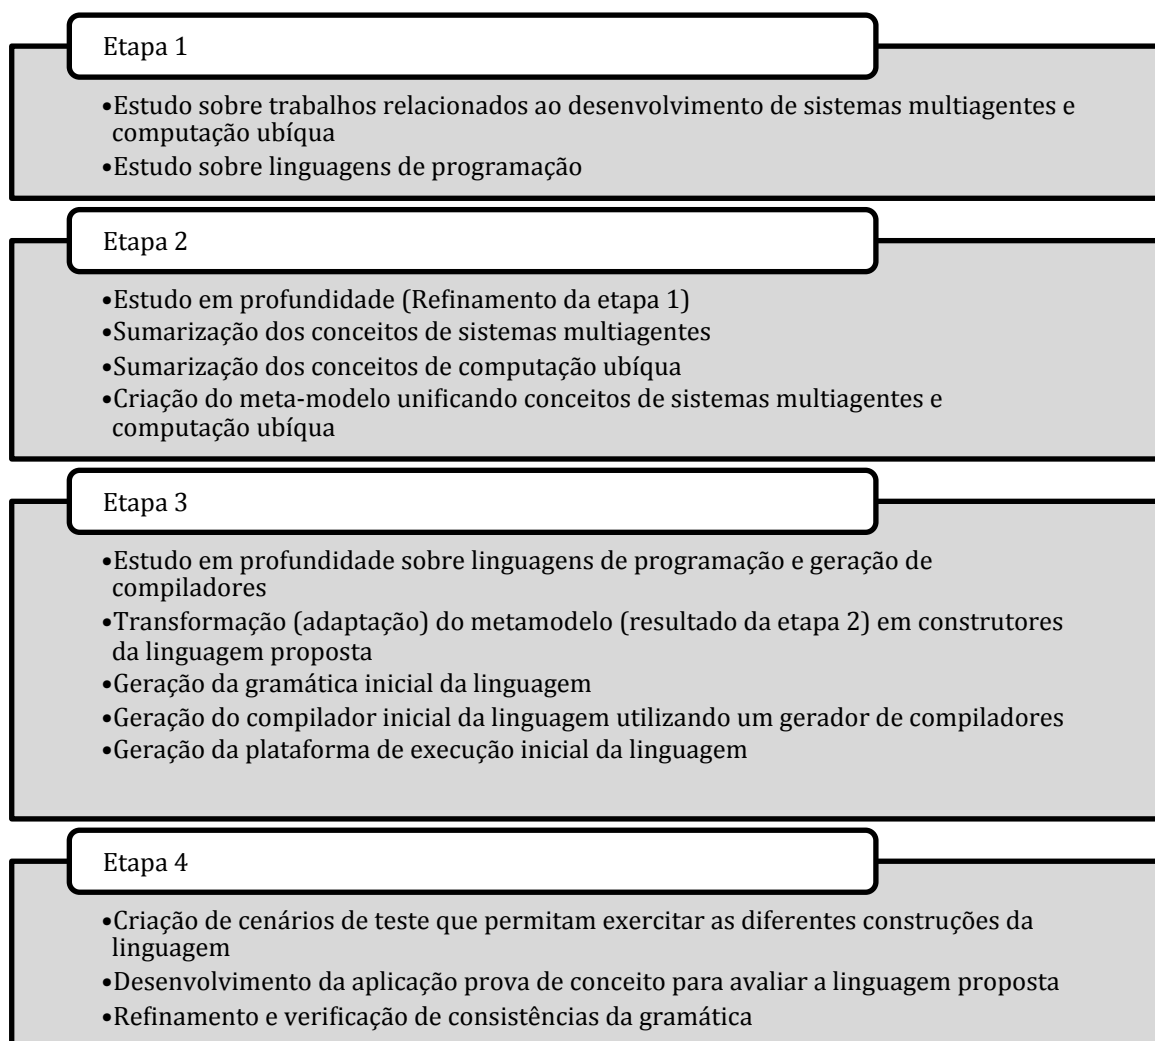 Etapa 1
•Estudo sobre trabalhos relacionados ao desenvolvimento de sistemas multiagentes e
computação ubíqua
•Estudo sobre linguagens de programação
Etapa 2
•Estudo em profundidade (Refinamento da etapa 1)
•Sumarização dos conceitos de sistemas multiagentes
•Sumarização dos conceitos de computação ubíqua
•Criação do meta-modelo unificando conceitos de sistemas multiagentes e
computação ubíqua
Etapa 3
•Estudo em profundidade sobre linguagens de programação e geração de
compiladores
•Transformação (adaptação) do metamodelo (resultado da etapa 2) em construtores
da linguagem proposta
•Geração da gramática inicial da linguagem
•Geração do compilador inicial da linguagem utilizando um gerador de compiladores
•Geração da plataforma de execução inicial da linguagem
Etapa 4
•Criação de cenários de teste que permitam exercitar as diferentes construções da
linguagem
•Desenvolvimento da aplicação prova de conceito para avaliar a linguagem proposta
•Refinamento e verificação de consistências da gramática